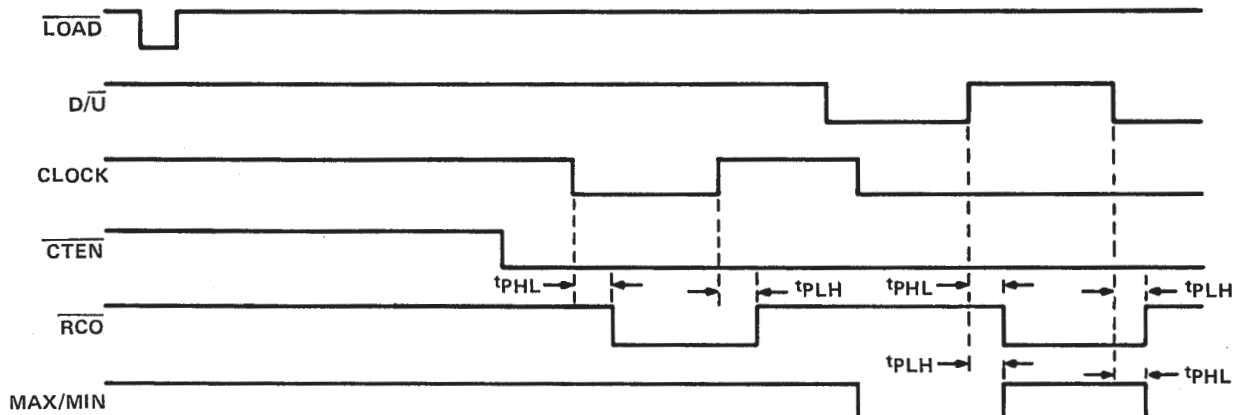 LOAD
D/U
CLOCK
CTEN
tPHL tPLH tPHL tPLH
RCO
tPLH tPHL
MAX/MIN